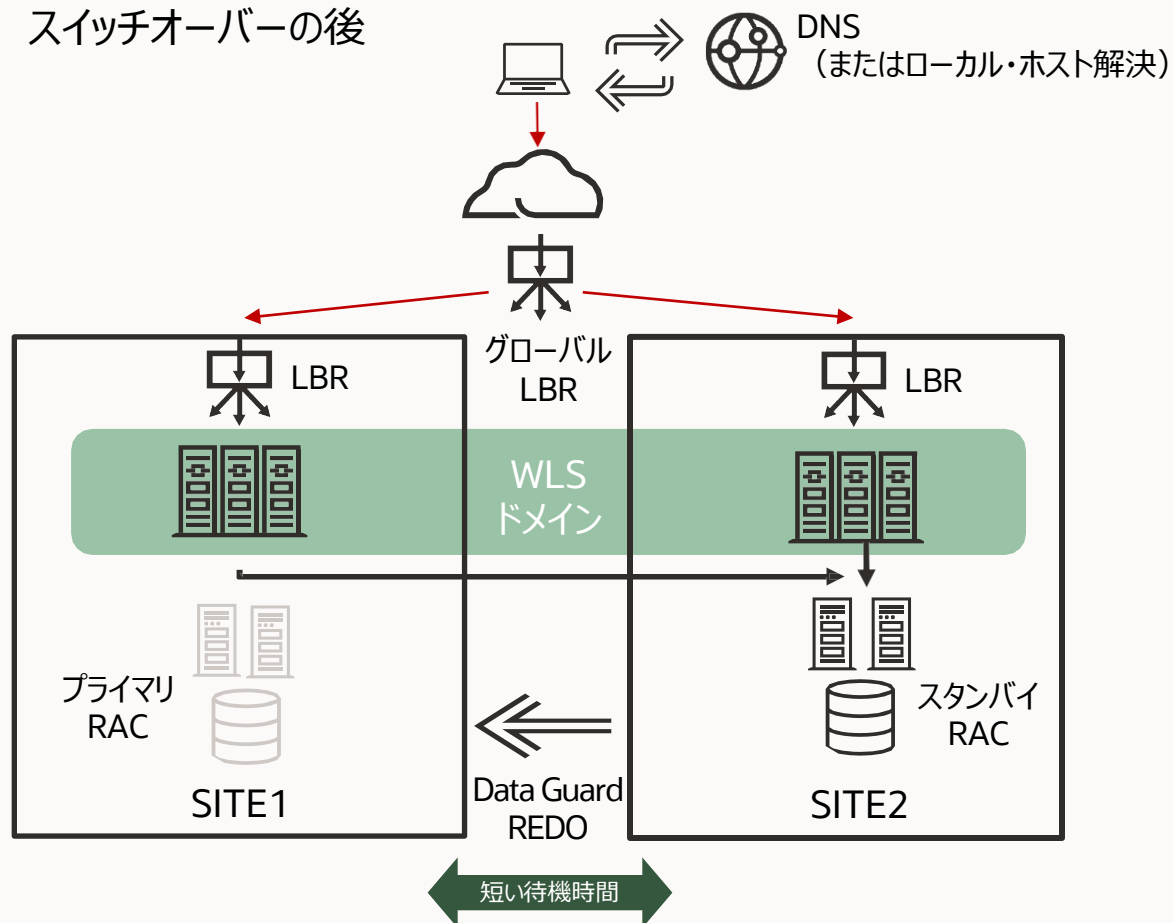 スイッチオーバーの後
DNS
（またはローカル・ホスト解決）
グローバル
LBR
LBR
LBR
WLS
ドメイン
プライマリ
RAC
スタンバイ
RAC
SITE1
Data Guard
REDO
SITE2
短い待機時間